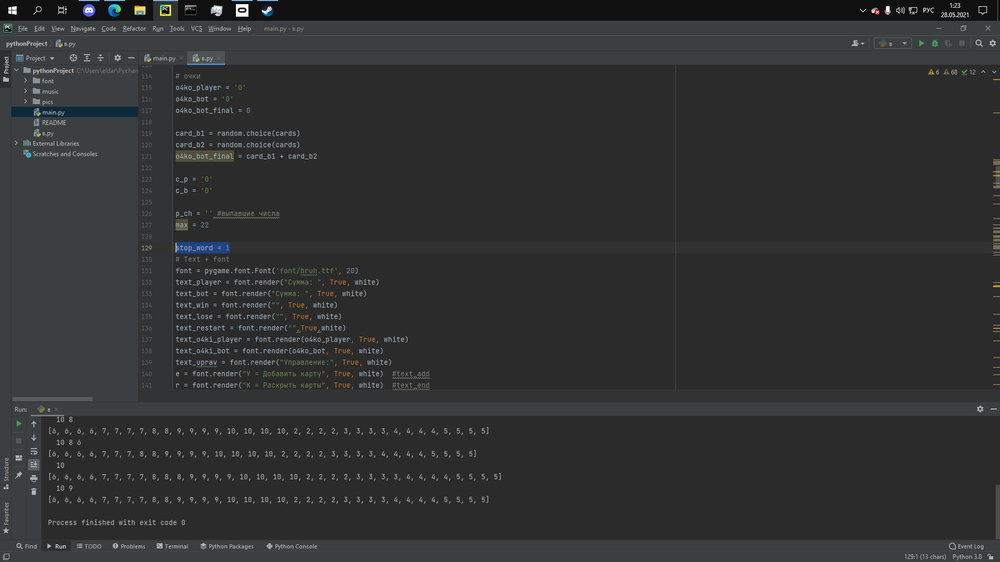 РУС
1:23
28.05.2021
PC File Edit View Navigate Code Refactor Run Tools VCS Window Help main.py - в.py
pythonProject в.py
в
Project
Project
main.py
в.py
pythonProject C:\Users\eldar\Pychar
font
music
pics
main.py
README
в.py
External Libraries
Scratches and Consoles
6 68 12
113
114 # очки
115 o4ko_player = '0'
116 o4ko_bot = '0'
117 o4ko_bot_final = 0
118
119 card_b1 = random.choice(cards)
120 card_b2 = random.choice(cards)
121 o4ko_bot_final = card_b1 + card_b2
122
123 c_p = '0'
124 c_b = '0'
125
126 p_ch = '' #выпавшие числа
127 max = 22
128
129 stop_word = 1
130 # Text + font
131 font = pygame.font.Font('font/bruh.ttf', 20)
132 text_player = font.render("Сумма: ", True, white)
133 text_bot = font.render("Сумма: ", True, white)
134 text_win = font.render("", True, white)
135 text_lose = font.render("", True, white)
136 text_restart = font.render("",True,white)
137 text_o4ki_player = font.render(o4ko_player, True, white)
138 text_o4ki_bot = font.render(o4ko_bot, True, white)
139 text_uprav = font.render("Управление:", True, white)
140 e = font.render("У = Добавить карту", True, white)  #text_add
141 r = font.render("К = Раскрыть карты", True, white)  #text_end
Run: в
10 8
[6, 6, 6, 6, 7, 7, 7, 7, 8, 8, 9, 9, 9, 9, 10, 10, 10, 10, 2, 2, 2, 2, 3, 3, 3, 3, 4, 4, 4, 4, 5, 5, 5, 5]
10 8 6
[6, 6, 6, 6, 7, 7, 7, 8, 8, 9, 9, 9, 9, 10, 10, 10, 10, 2, 2, 2, 2, 3, 3, 3, 3, 4, 4, 4, 4, 5, 5, 5, 5]
10
[6, 6, 6, 6, 7, 7, 7, 7, 8, 8, 8, 9, 9, 9, 9, 10, 10, 10, 10, 2, 2, 2, 2, 3, 3, 3, 3, 4, 4, 4, 4, 5, 5, 5, 5]
10 9
[6, 6, 6, 6, 7, 7, 7, 7, 8, 8, 9, 9, 9, 9, 10, 10, 10, 10, 2, 2, 2, 2, 3, 3, 3, 3, 4, 4, 4, 4, 5, 5, 5, 5]
Process finished with exit code 0
Structure
Favorites
Find Run TODO Problems Terminal Python Packages Python Console Event Log
129:1 (13 chars) Python 3.8